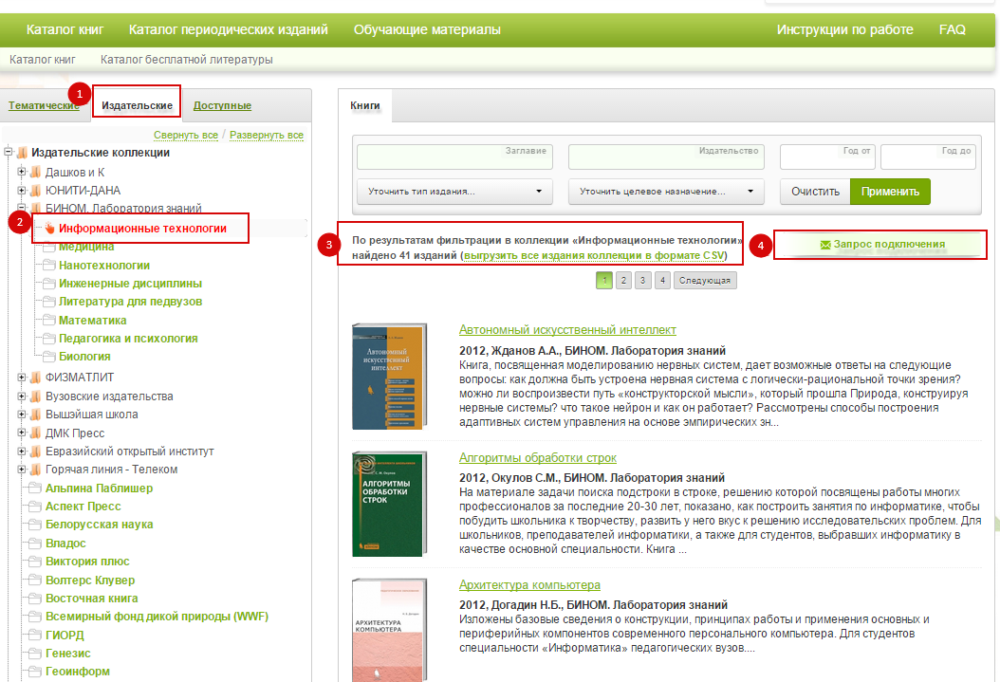 Каталог книг Каталог периодических изданий Обучающие материалы Инструкции по работе FAQ
Каталог книг Каталог бесплатной литературы
1
Тематические Издательские Доступные
Свернуть все / Развернуть все
Издательские коллекции
Дашков и К
ЮНИТИ-ДАНА
БИНОМ. Лаборатория знаний
2
Информационные технологии
Медицина
Нанотехнологии
Инженерные дисциплины
Литература для педвузов
Математика
Педагогика и психология
Биология
ФИЗМАТЛИТ
Вузовские издательства
Вышэйшая школа
ДМК Пресс
Евразийский открытый институт
Горячая линия - Телеком
Альпина Паблишер
Аспект Пресс
Белорусская наука
Владос
Виктория плюс
Волтерс Клувер
Восточная книга
Всемирный фонд дикой природы (WWF)
ГИОРД
Генезис
Геоинформ
Книги
Заглавие Издательство Год от Год до
Уточнить тип издания... Уточнить целевое назначение... Очистить Применить
3
По результатам фильтрации в коллекции «Информационные технологии»
найдено 41 изданий (выгрузить все издания коллекции в формате CSV)
4
Запрос подключения
1 2 3 4 Следующая
Автономный искусственный интеллект
Автономный искусственный интеллект
2012, Жданов А.А., БИНОМ. Лаборатория знаний
Книга, посвященная моделированию нервных систем, дает возможные ответы на следующие
вопросы: как должна быть устроена нервная система с логически-рациональной точки зрения?
можно ли воспроизвести путь «конструкторской мысли», который прошла Природа, конструируя
нервные системы? что такое нейрон и как он работает? Рассмотрены способы построения
адаптивных систем управления на основе эмпирических зн...
АЛГОРИТМЫ
ОБРАБОТКИ
СТРОК
Алгоритмы обработки строк
2012, Окулов С.М., БИНОМ. Лаборатория знаний
На материале задачи поиска подстроки в строке, решению которой посвящены работы многих
профессионалов за последние 20-30 лет, показано, как построить занятия по информатике, чтобы
побудить школьника к творчеству, развить у него вкус к решению исследовательских проблем. Для
школьников, преподавателей информатики, а также для студентов, выбравших информатику в
качестве основной специальности. Книга ...
АРХИТЕКТУРА
КОМПЬЮТЕРА
Архитектура компьютера
2012, Догадин Н.Б., БИНОМ. Лаборатория знаний
Изложены базовые сведения о конструкции, принципах работы и применения основных и
периферийных компонентов современного персонального компьютера. Для студентов
специальности «Информатика» педагогических вузов....